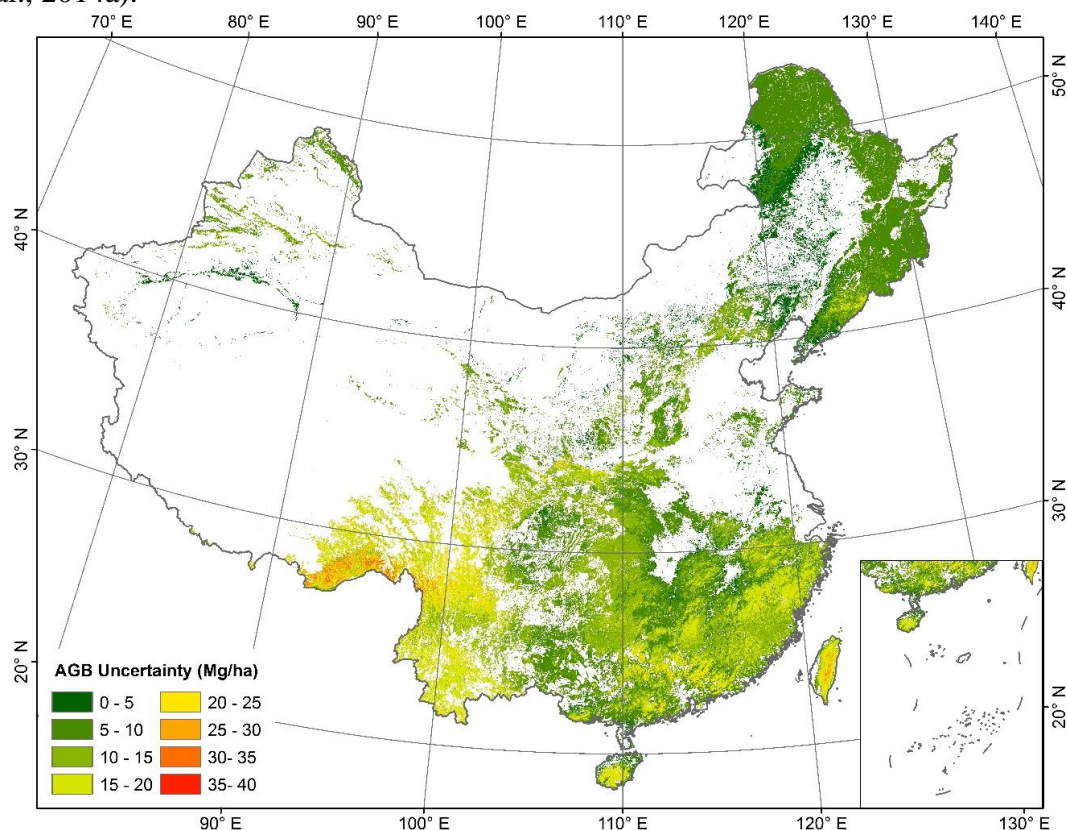 al., 2014a).
70° E 80° E 90° E 100° E 110° E 120° E 130° E 140° E
50° N
40° N
40° N
30° N
30° N
20° N
20° N
AGB Uncertainty (Mg/ha)
0 - 5 20 - 25
5 - 10 25 - 30
10 - 15 30- 35
15 - 20 35- 40
90° E 100° E 110° E 120° E 130° E